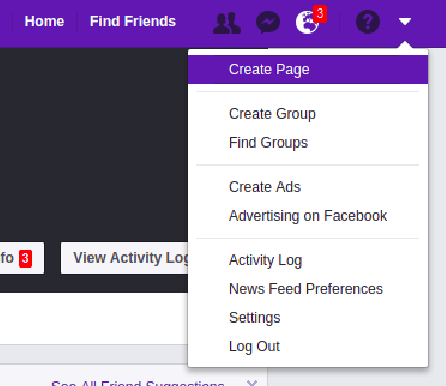 Home
Find Friends
3
Create Page
Create Group
Find Groups
Create Ads
Advertising on Facebook
fo 3
View Activity Log
Activity Log
News Feed Preferences
Settings
Log Out
See All Friend Suggestions